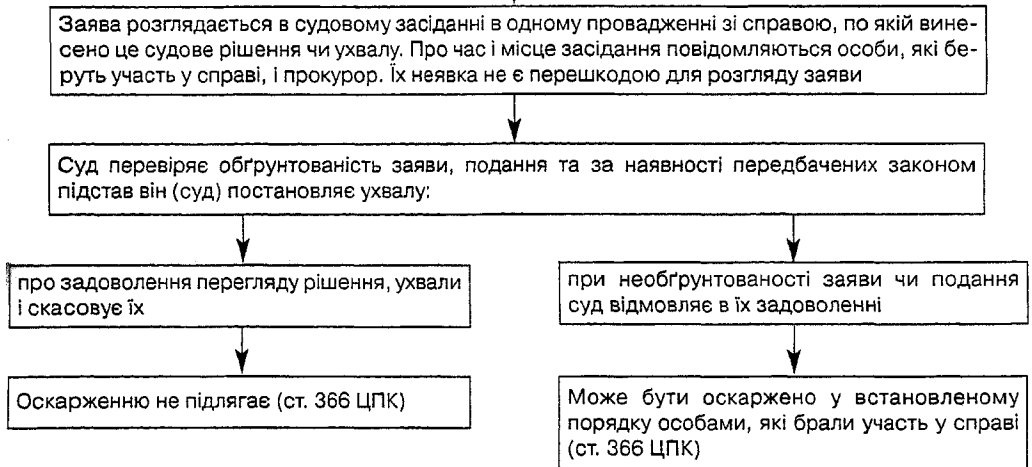 Заява розглядається в судовому засіданні в одному провадженні зі справою, по якій вине-
сено це судове рішення чи ухвалу. Про час і місце засідання повідомляються особи, які бе-
руть участь у справі, і прокурор. Їх неявка не є перешкодою для розгляду заяви
Суд перевіряє обґрунтованість заяви, подання та за наявності передбачених законом
підстав він (суд) постановляє ухвалу:
про задоволення перегляду рішення, ухвали
і скасовує їх
при необґрунтованості заяви чи подання
суд відмовляє в їх задоволенні
Оскарженню не підлягає (ст. 366 ЦПК)
Може бути оскаржено у встановленому
порядку особами, які брали участь у справі
(ст. 366 ЦПК)